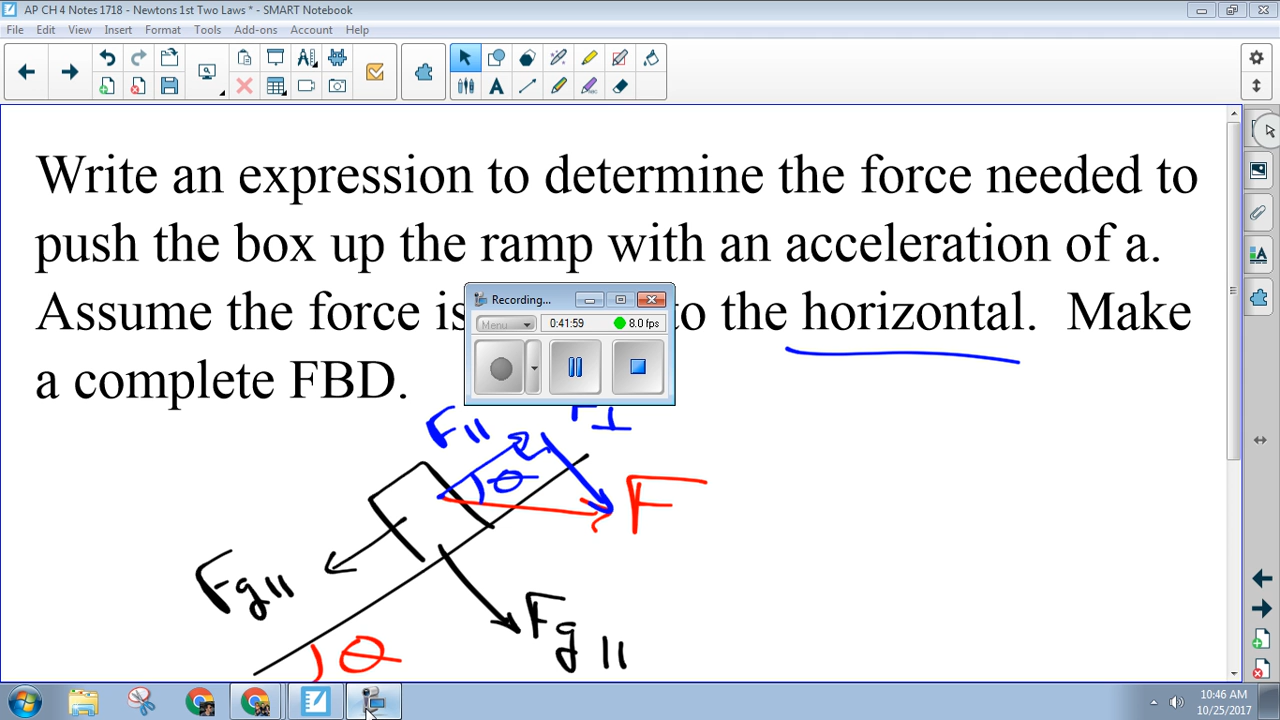 AP CH 4 Notes 1718 - Newtons 1st Two Laws * - SMART Notebook
File Edit View Insert Format Tools Add-ons Account Help
Write an expression to determine the force needed to
push the box up the ramp with an acceleration of a.
Assume the force is to the horizontal. Make
a complete FBD.
Recording...
Menu 0:41:59 8.0 fps
F|| F⊥
θ F
Fg||
Fg ||
θ
10:46 AM
10/25/2017